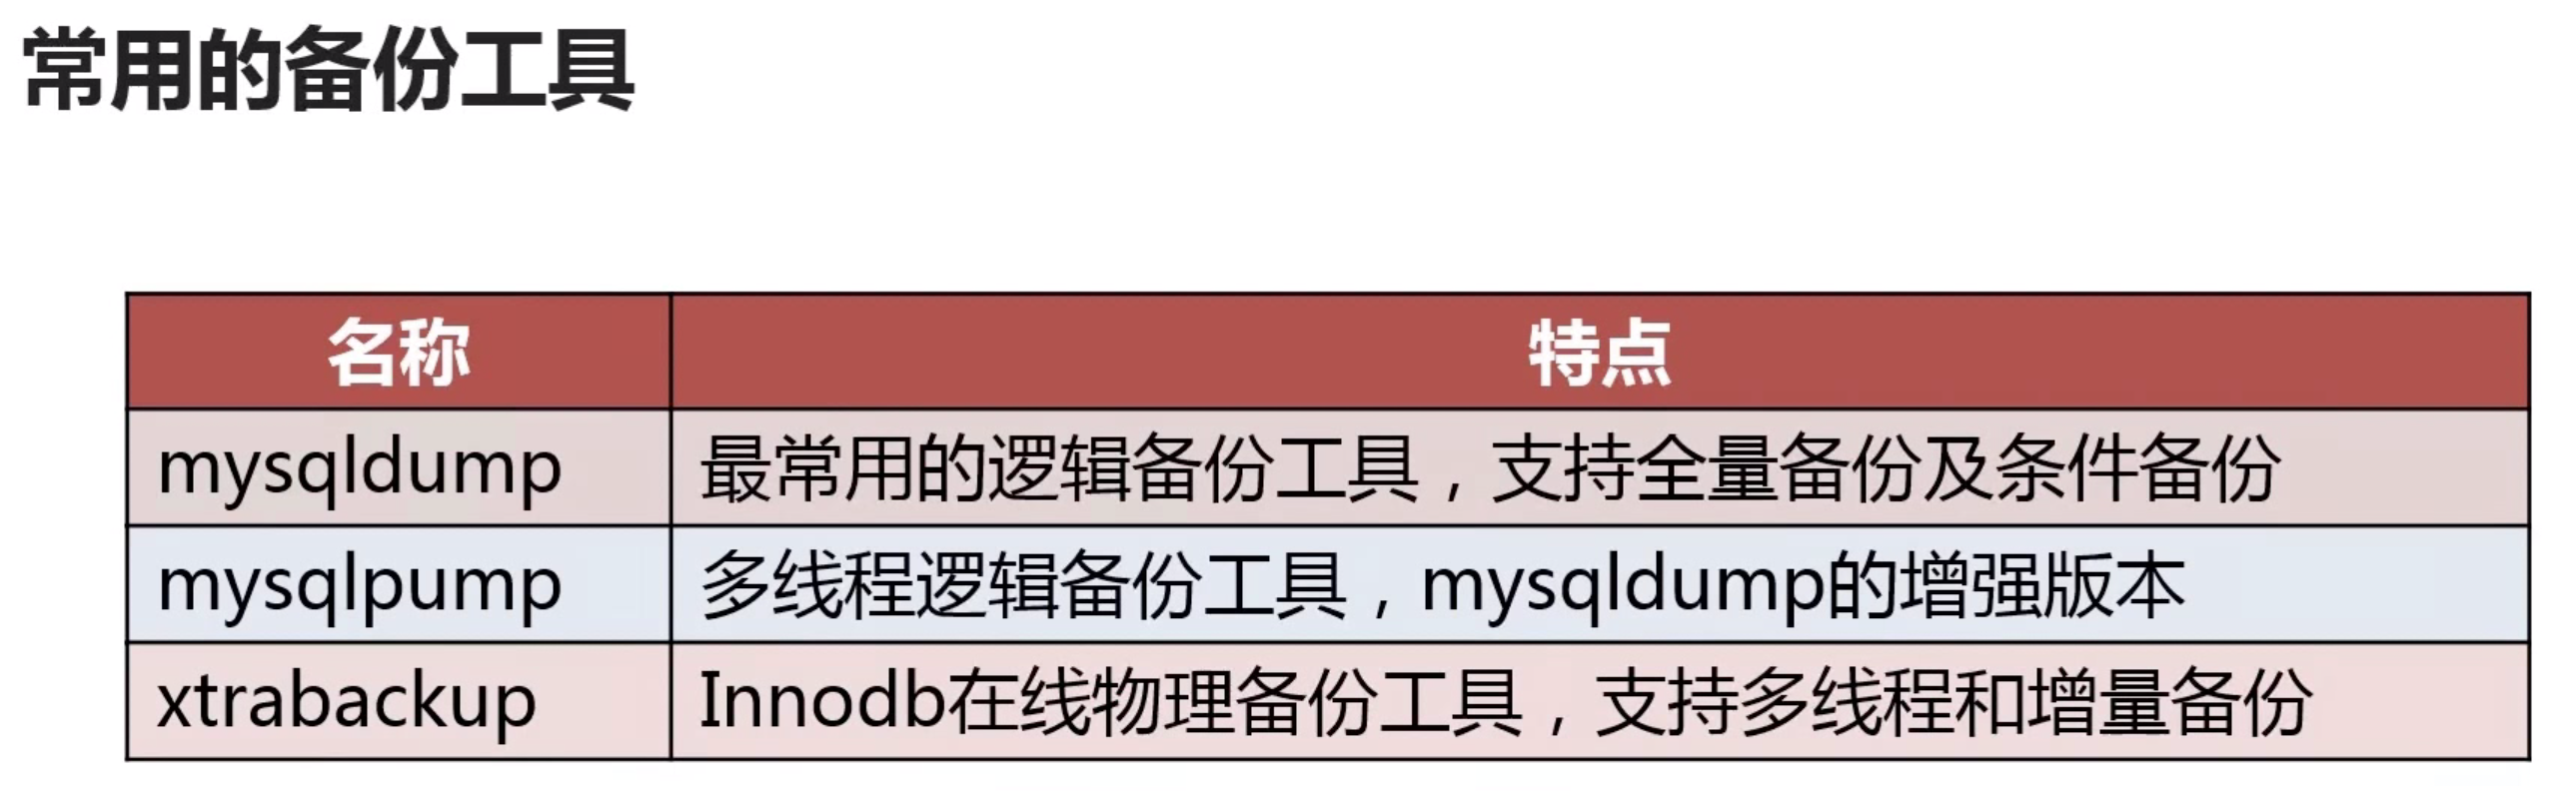 常用的备份工具
名称 特点
mysqldump 最常用的逻辑备份工具，支持全量备份及条件备份
mysqlpump 多线程逻辑备份工具，mysqldump的增强版本
xtrabackup Innodb在线物理备份工具，支持多线程和增量备份